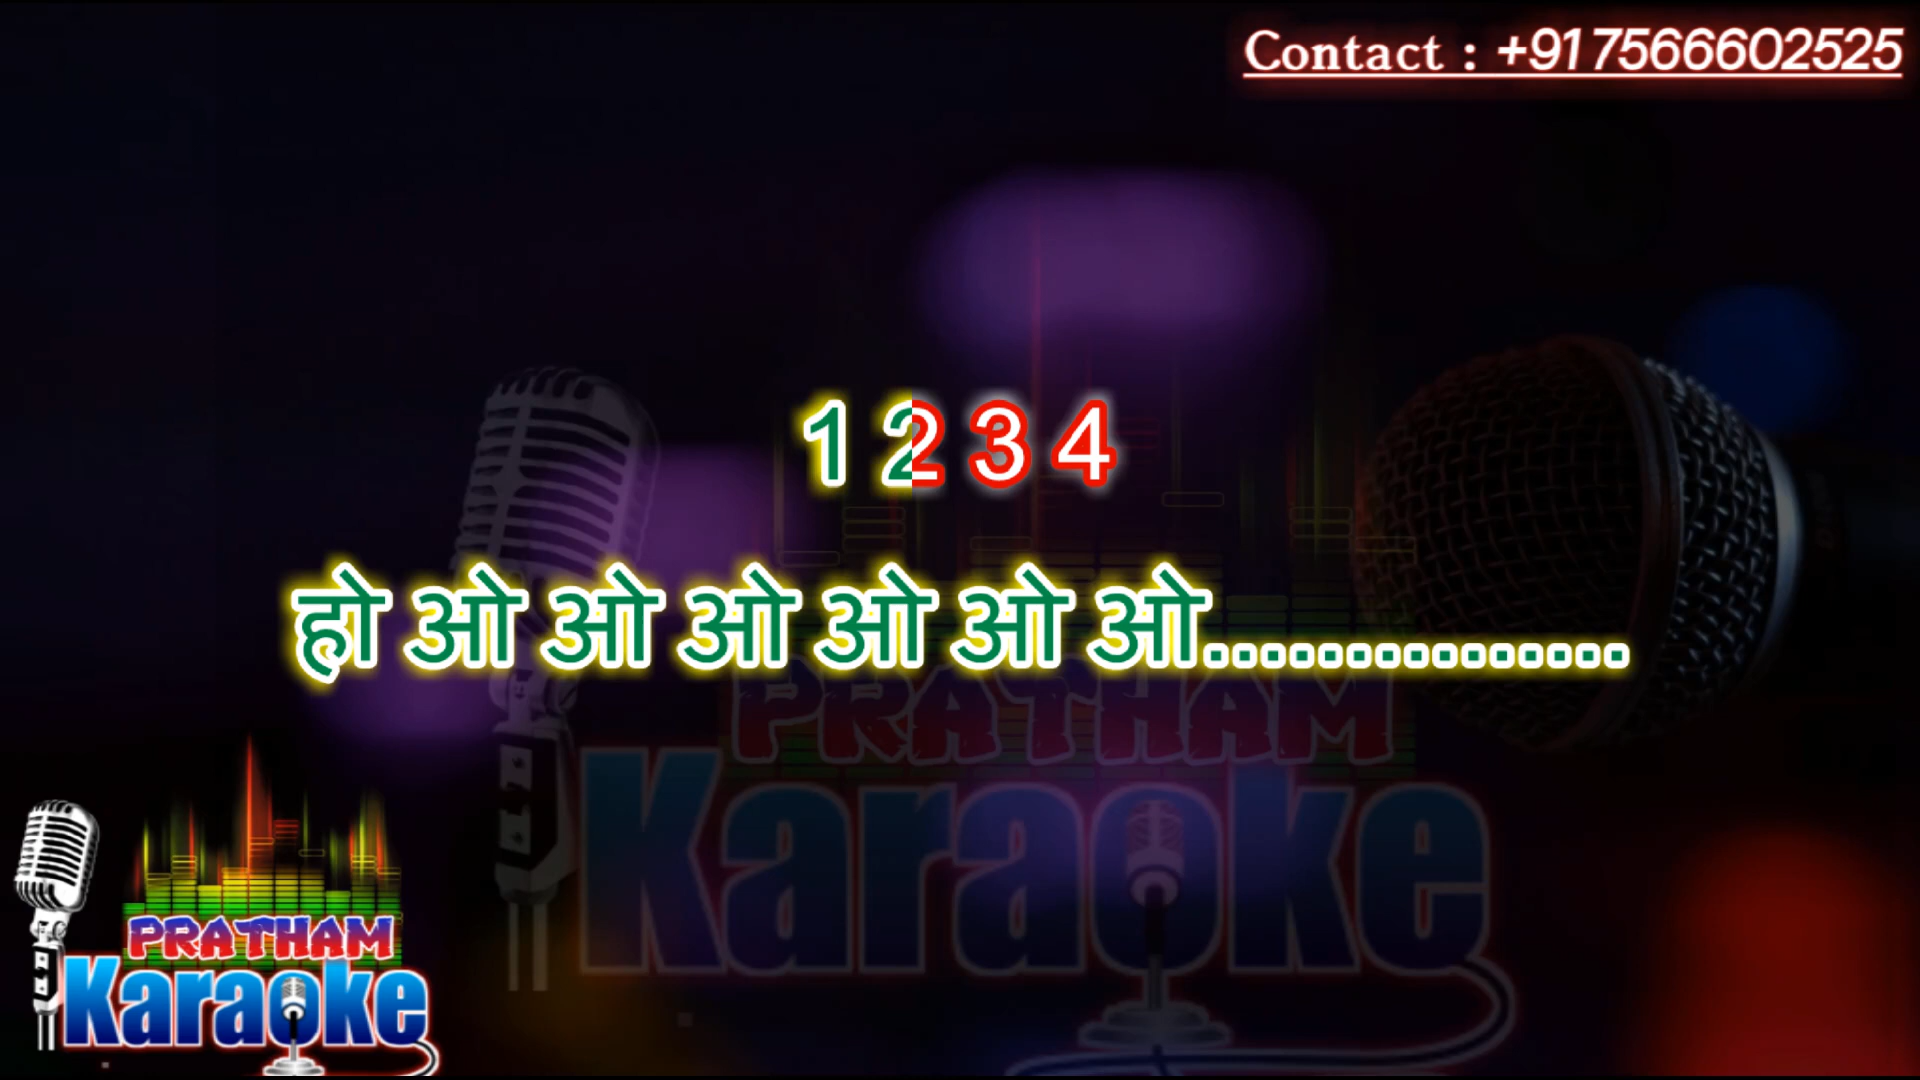 Contact : +917566602525
1 2 3 4
हो ओ ओ ओ ओ ओ ओ................
PRATHAM
Karaoke
PRATHAM
Karaoke